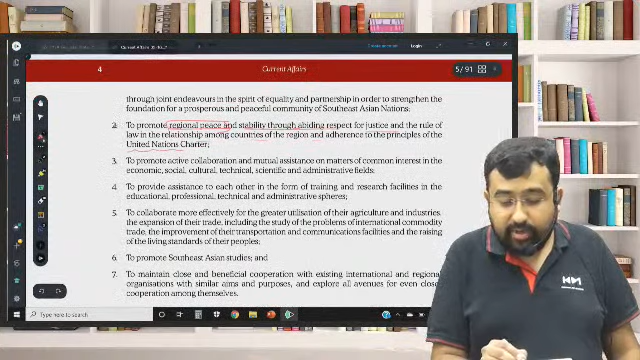 Current Affairs
Login
4
Current Affairs
5/91
through joint endeavours in the spirit of equality and partnership in order to strengthen the
foundation for a prosperous and peaceful community of Southeast Asian Nations;
2. To promote regional peace and stability through abiding respect for justice and the rule of
law in the relationship among countries of the region and adherence to the principles of the
United Nations Charter;
3. To promote active collaboration and mutual assistance on matters of common interest in the
economic, social, cultural, technical, scientific and administrative fields;
4. To provide assistance to each other in the form of training and research facilities in the
educational, professional, technical and administrative spheres;
5. To collaborate more effectively for the greater utilisation of their agriculture and industries,
the expansion of their trade, including the study of the problems of international commodity
trade, the improvement of their transportation and communications facilities and the raising
of the living standards of their peoples;
6. To promote Southeast Asian studies; and
7. To maintain close and beneficial cooperation with existing international and regional
organisations with similar aims and purposes, and explore all avenues for even close
cooperation among themselves.
Type here to search